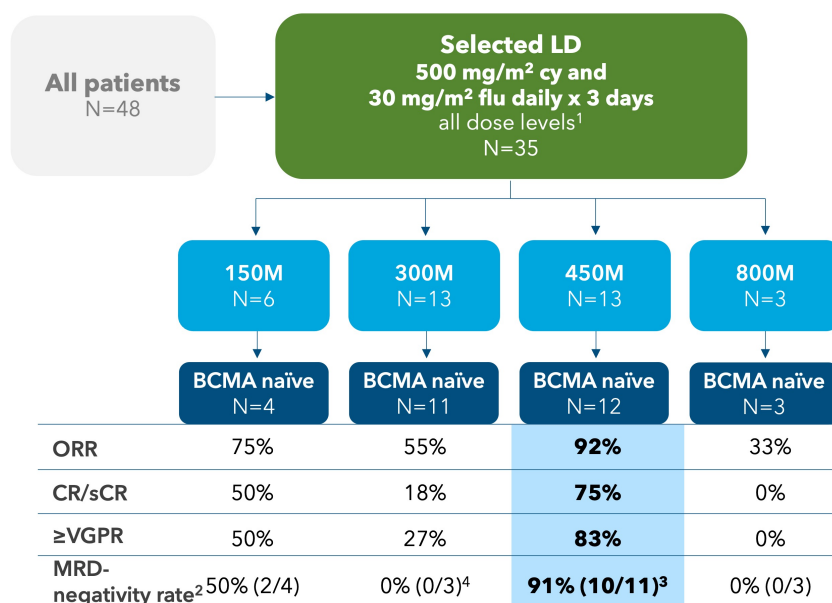 All patients
N=48
Selected LD
500 mg/m² cy and
30 mg/m² flu daily x 3 days
all dose levels¹
N=35
150M
N=6
300M
N=13
450M
N=13
800M
N=3
BCMA naïve
N=4
BCMA naïve
N=11
BCMA naïve
N=12
BCMA naïve
N=3
ORR 75% 55% 92% 33%
CR/sCR 50% 18% 75% 0%
≥VGPR 50% 27% 83% 0%
MRD-
negativity rate² 50% (2/4) 0% (0/3)⁴ 91% (10/11)³ 0% (0/3)